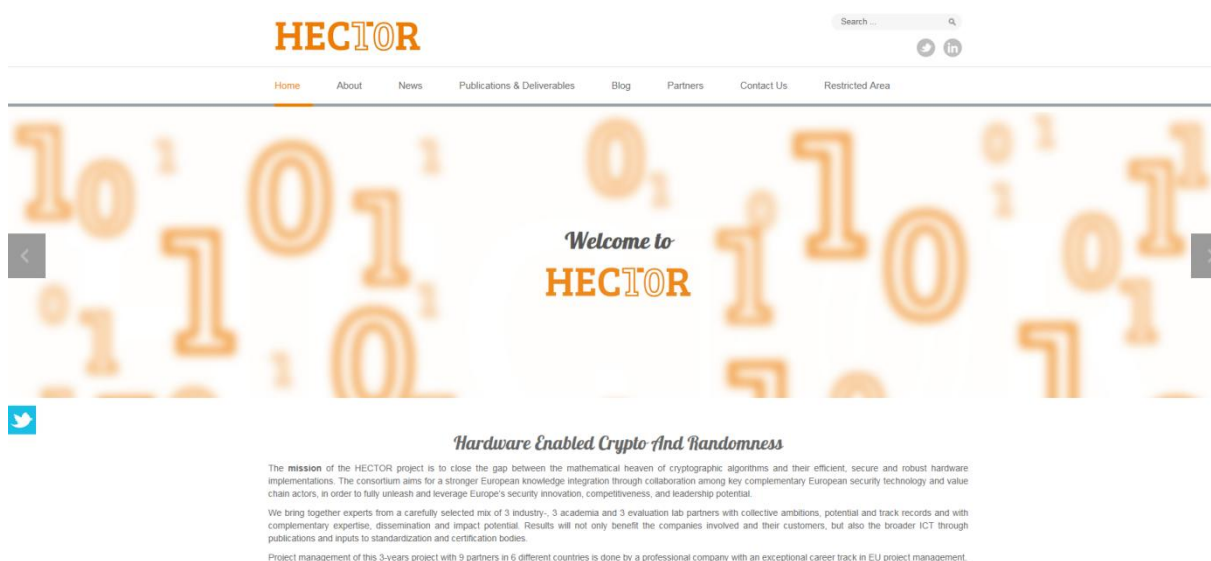 HECTOR
Search ...
Home About News Publications & Deliverables Blog Partners Contact Us Restricted Area
Welcome to
HECTOR
Hardware Enabled Crypto And Randomness
The mission of the HECTOR project is to close the gap between the mathematical heaven of cryptographic algorithms and their efficient, secure and robust hardware
implementations. The consortium aims for a stronger European knowledge integration through collaboration among key complementary European security technology and value
chain actors, in order to fully unleash and leverage Europe's security innovation, competitiveness, and leadership potential.
We bring together experts from a carefully selected mix of 3 industry-, 3 academia and 3 evaluation lab partners with collective ambitions, potential and track records and with
complementary expertise, dissemination and impact potential. Results will not only benefit the companies involved and their customers, but also the broader ICT through
publications and inputs to standardization and certification bodies.
Project management of this 3-years project with 9 partners in 6 different countries is done by a professional company with an exceptional career track in EU project management.